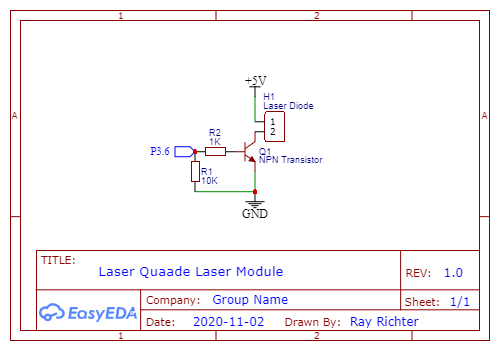 1
2
A
A
+5V
H1
Laser Diode
1
2
R2
1K
P3.6
Q1
NPN Transistor
R1
10K
GND
TITLE:
Laser Quaade Laser Module
REV: 1.0
EasyEDA
Company: Group Name
Sheet: 1/1
Date: 2020-11-02 Drawn By: Ray Richter
1
2